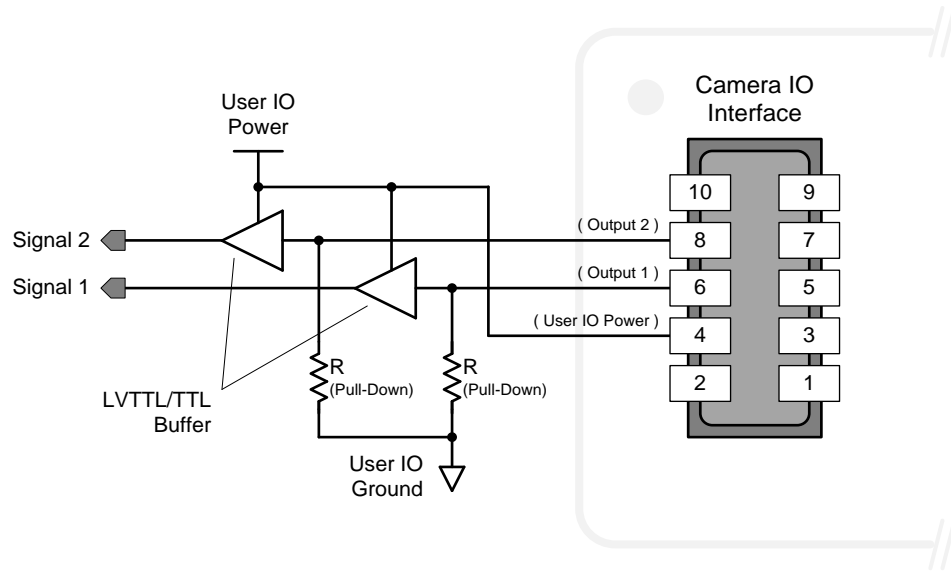 Camera IO
Interface
User IO
Power
10
9
( Output 2 )
8
7
Signal 2
( Output 1 )
6
5
Signal 1
( User IO Power )
4
3
R
(Pull-Down)
R
(Pull-Down)
2
1
LVTTL/TTL
Buffer
User IO
Ground